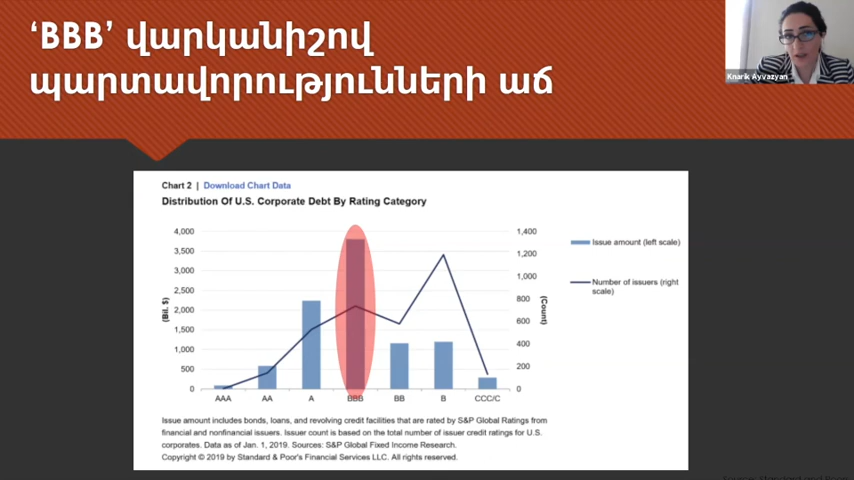 ‘BBB’ վարկանիշով
պարտավորությունների աճ
Knarik Ayvazyan
Chart 2 | Download Chart Data
Distribution Of U.S. Corporate Debt By Rating Category
4,000
3,500
3,000
2,500
2,000
1,500
1,000
500
0
(Bil. $)
1,400
1,200
1,000
800
600
400
200
0
(Count)
AAA AA A BBB BB B CCC/C
Issue amount (left scale)
Number of issuers (right
scale)
Issue amount includes bonds, loans, and revolving credit facilities that are rated by S&P Global Ratings from
financial and nonfinancial issuers. Issuer count is based on the total number of issuer credit ratings for U.S.
corporates. Data as of Jan. 1, 2019. Sources: S&P Global Fixed Income Research.
Copyright © 2019 by Standard & Poor's Financial Services LLC. All rights reserved.